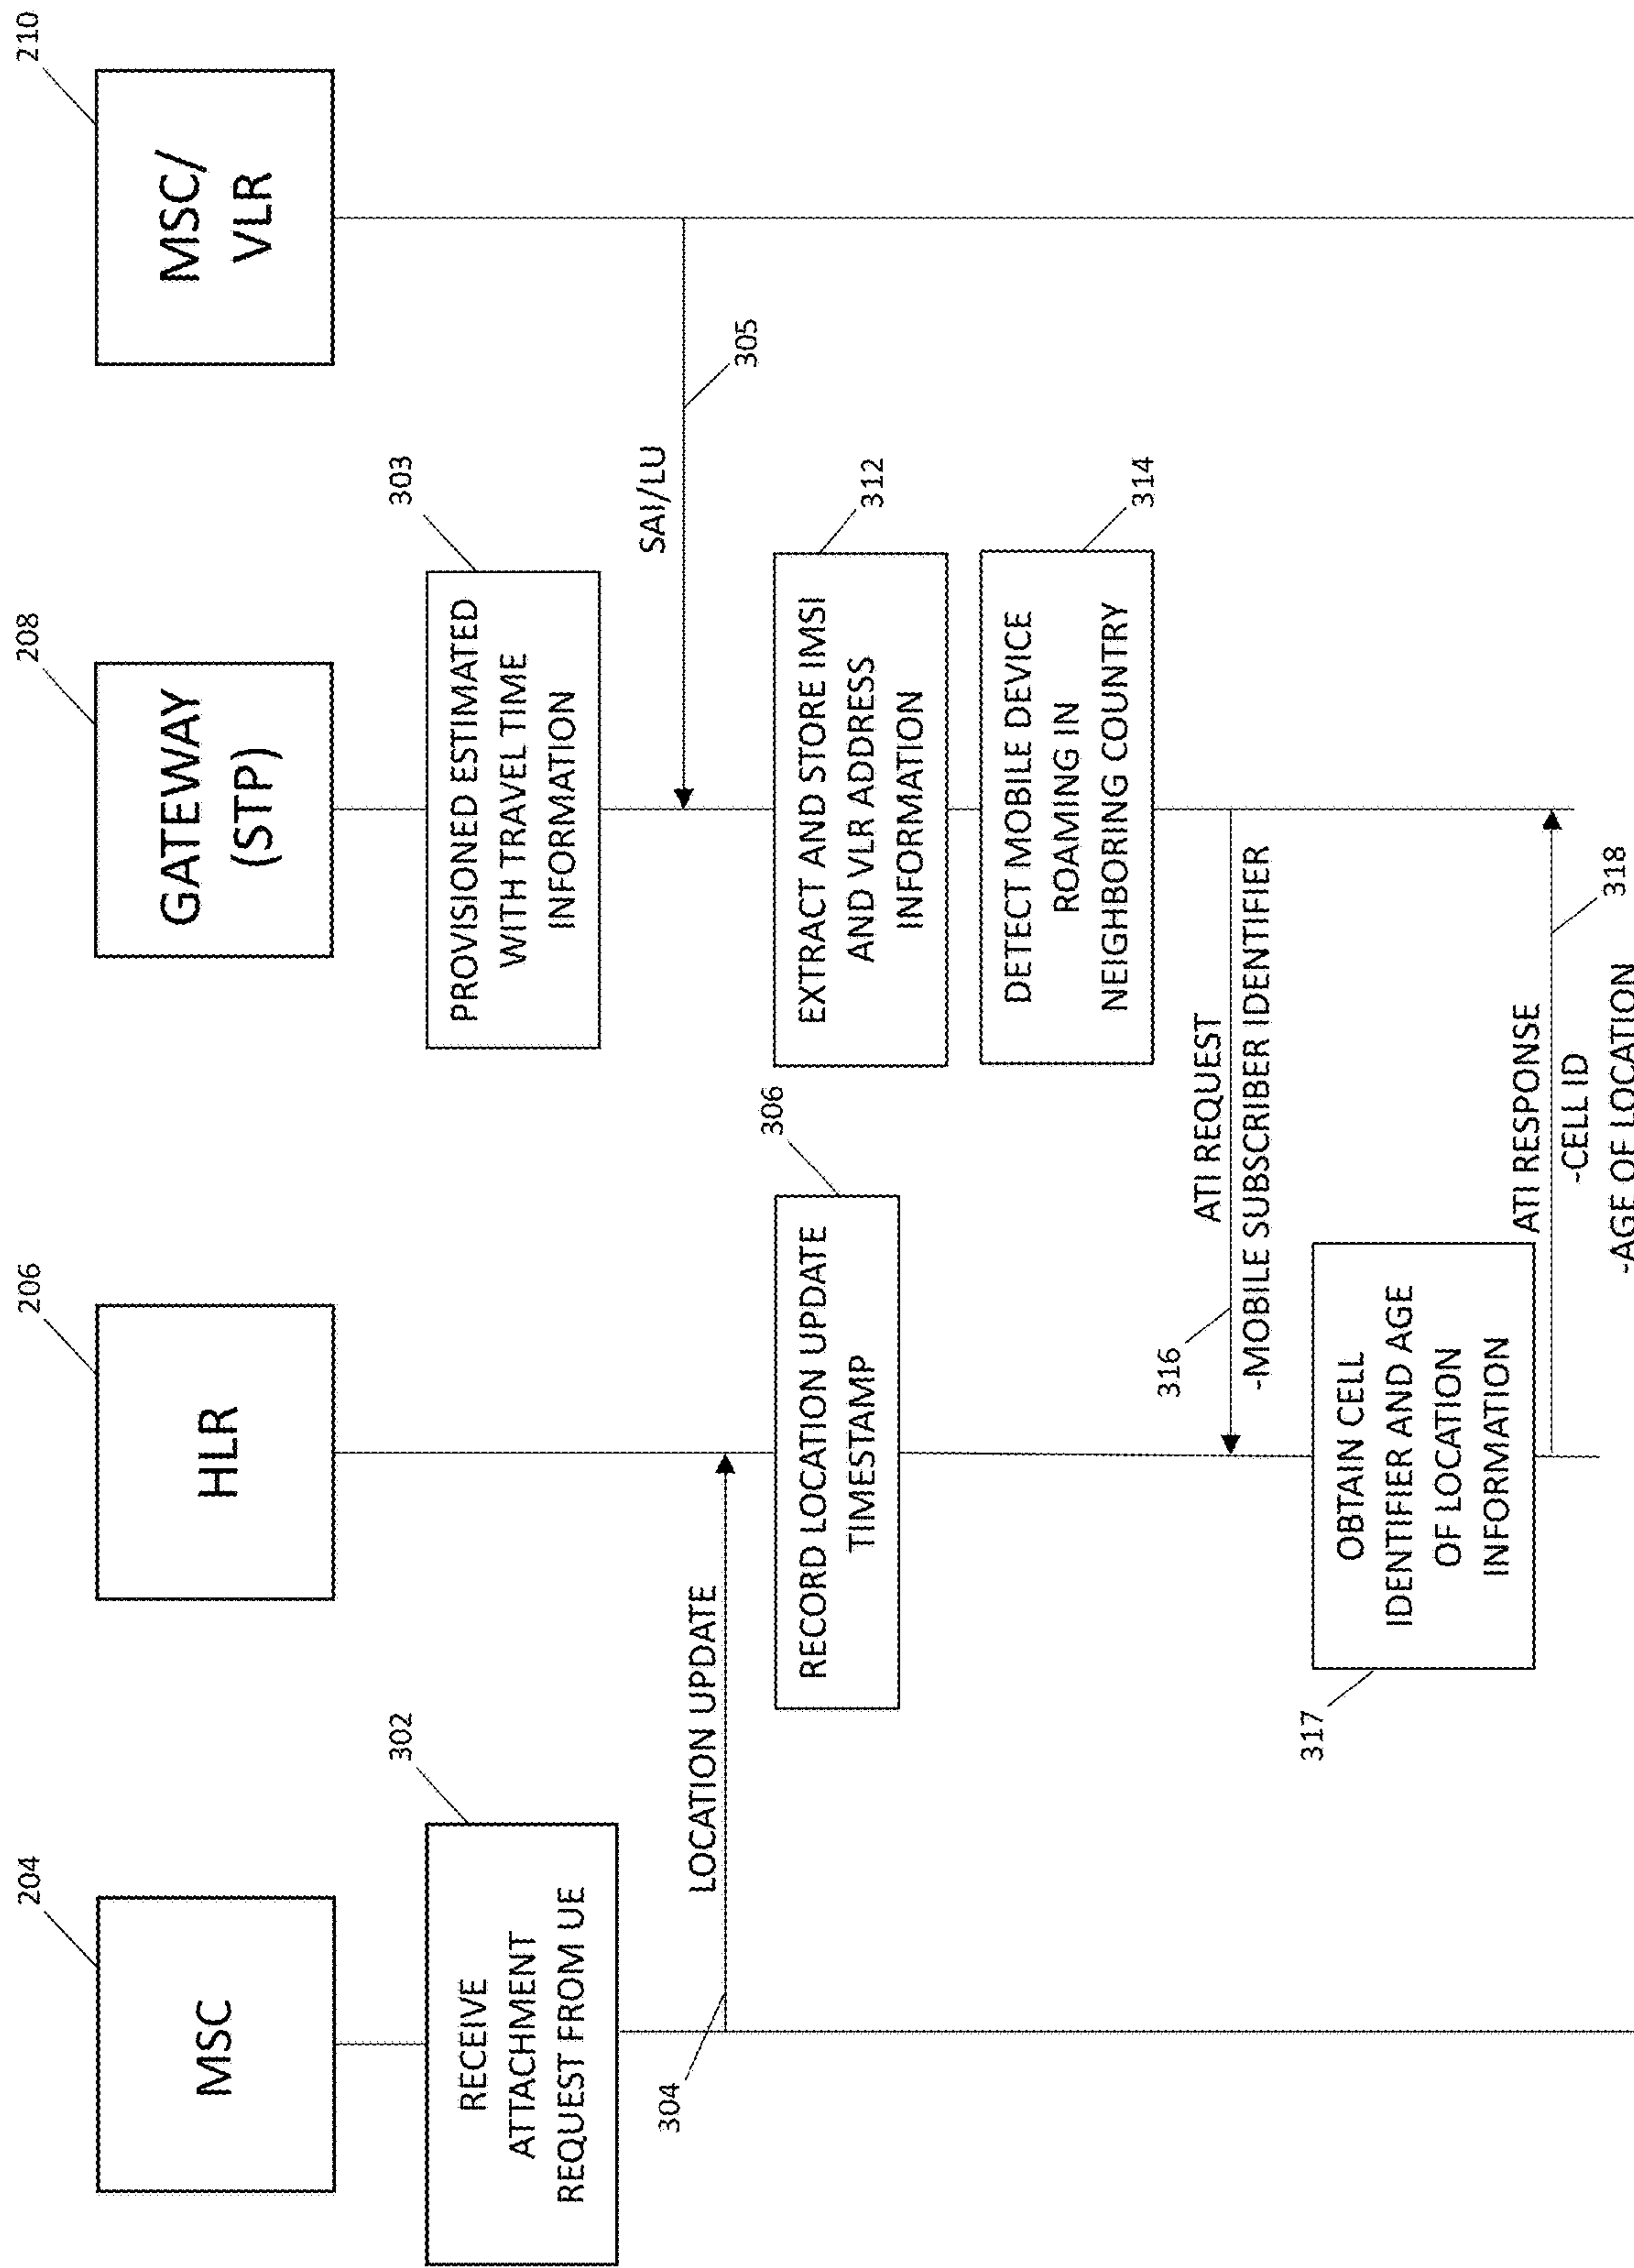 204
MSC
206
HLR
208
GATEWAY
(STP)
210
MSC/
VLR
302
RECEIVE
ATTACHMENT
REQUEST FROM UE
303
PROVISIONED ESTIMATED
WITH TRAVEL TIME
INFORMATION
304
LOCATION UPDATE
SAI/LU
305
306
RECORD LOCATION UPDATE
TIMESTAMP
312
EXTRACT AND STORE IMSI
AND VLR ADDRESS
INFORMATION
314
DETECT MOBILE DEVICE
ROAMING IN
NEIGHBORING COUNTRY
316
ATI REQUEST
-MOBILE SUBSCRIBER IDENTIFIER
317
OBTAIN CELL
IDENTIFIER AND AGE
OF LOCATION
INFORMATION
ATI RESPONSE
318
-CELL ID
-AGE OF LOCATION